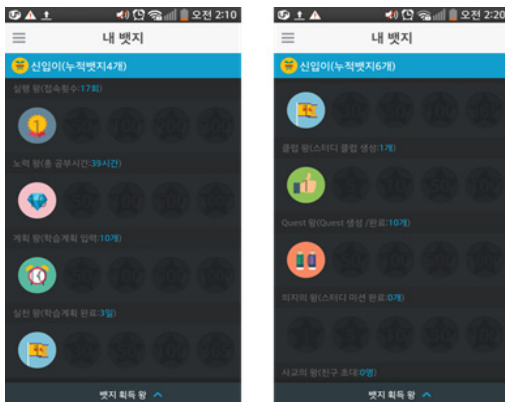 오전 2:10
내 뱃지
신입이(누적뱃지4개)
실행 왕(접속횟수:17회)
노력 왕(총 공부시간:39시간)
계획 왕(학습계획 입력:10개)
실천 왕(학습계획 완료:3일)
뱃지 획득 왕
오전 2:20
내 뱃지
신입이(누적뱃지6개)
클럽 왕(스터디 클럽 생성:1개)
Quest 왕(Quest 생성 /완료:10개)
의지의 왕(스터디 미션 완료:0개)
사교의 왕(친구 초대:0명)
뱃지 획득 왕